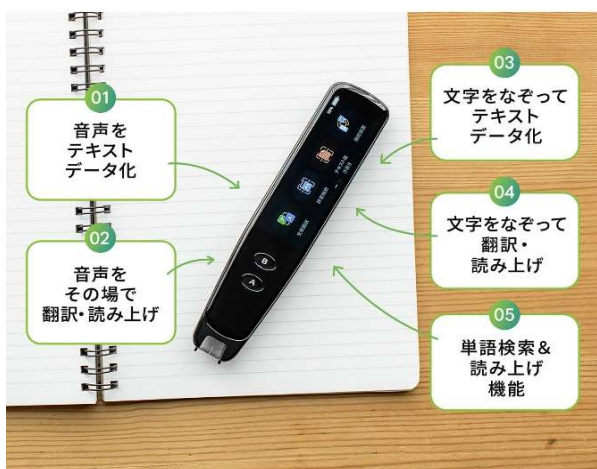 01
音声を
テキスト
データ化
02
音声を
その場で
翻訳・読み上げ
03
文字をなぞって
テキスト
データ化
04
文字をなぞって
翻訳・
読み上げ
05
単語検索&
読み上げ
機能
A
B